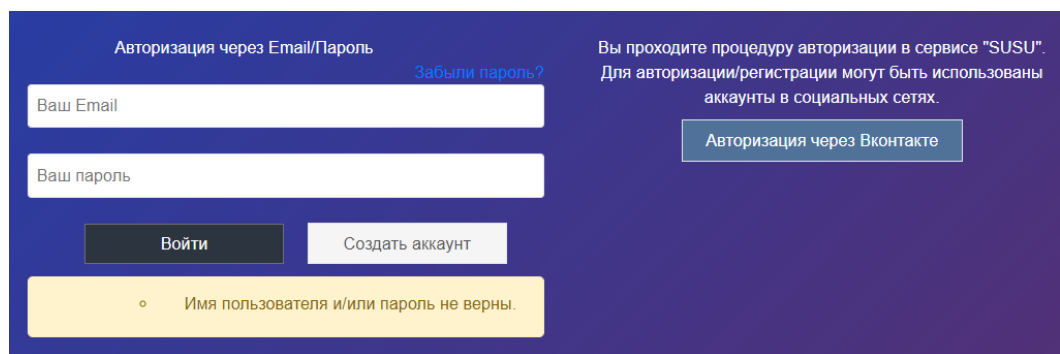 Авторизация через Email/Пароль
Забыли пароль?
Ваш Email
Ваш пароль
Войти
Создать аккаунт
Имя пользователя и/или пароль не верны.
Вы проходите процедуру авторизации в сервисе "SUSU".
Для авторизации/регистрации могут быть использованы
аккаунты в социальных сетях.
Авторизация через Вконтакте